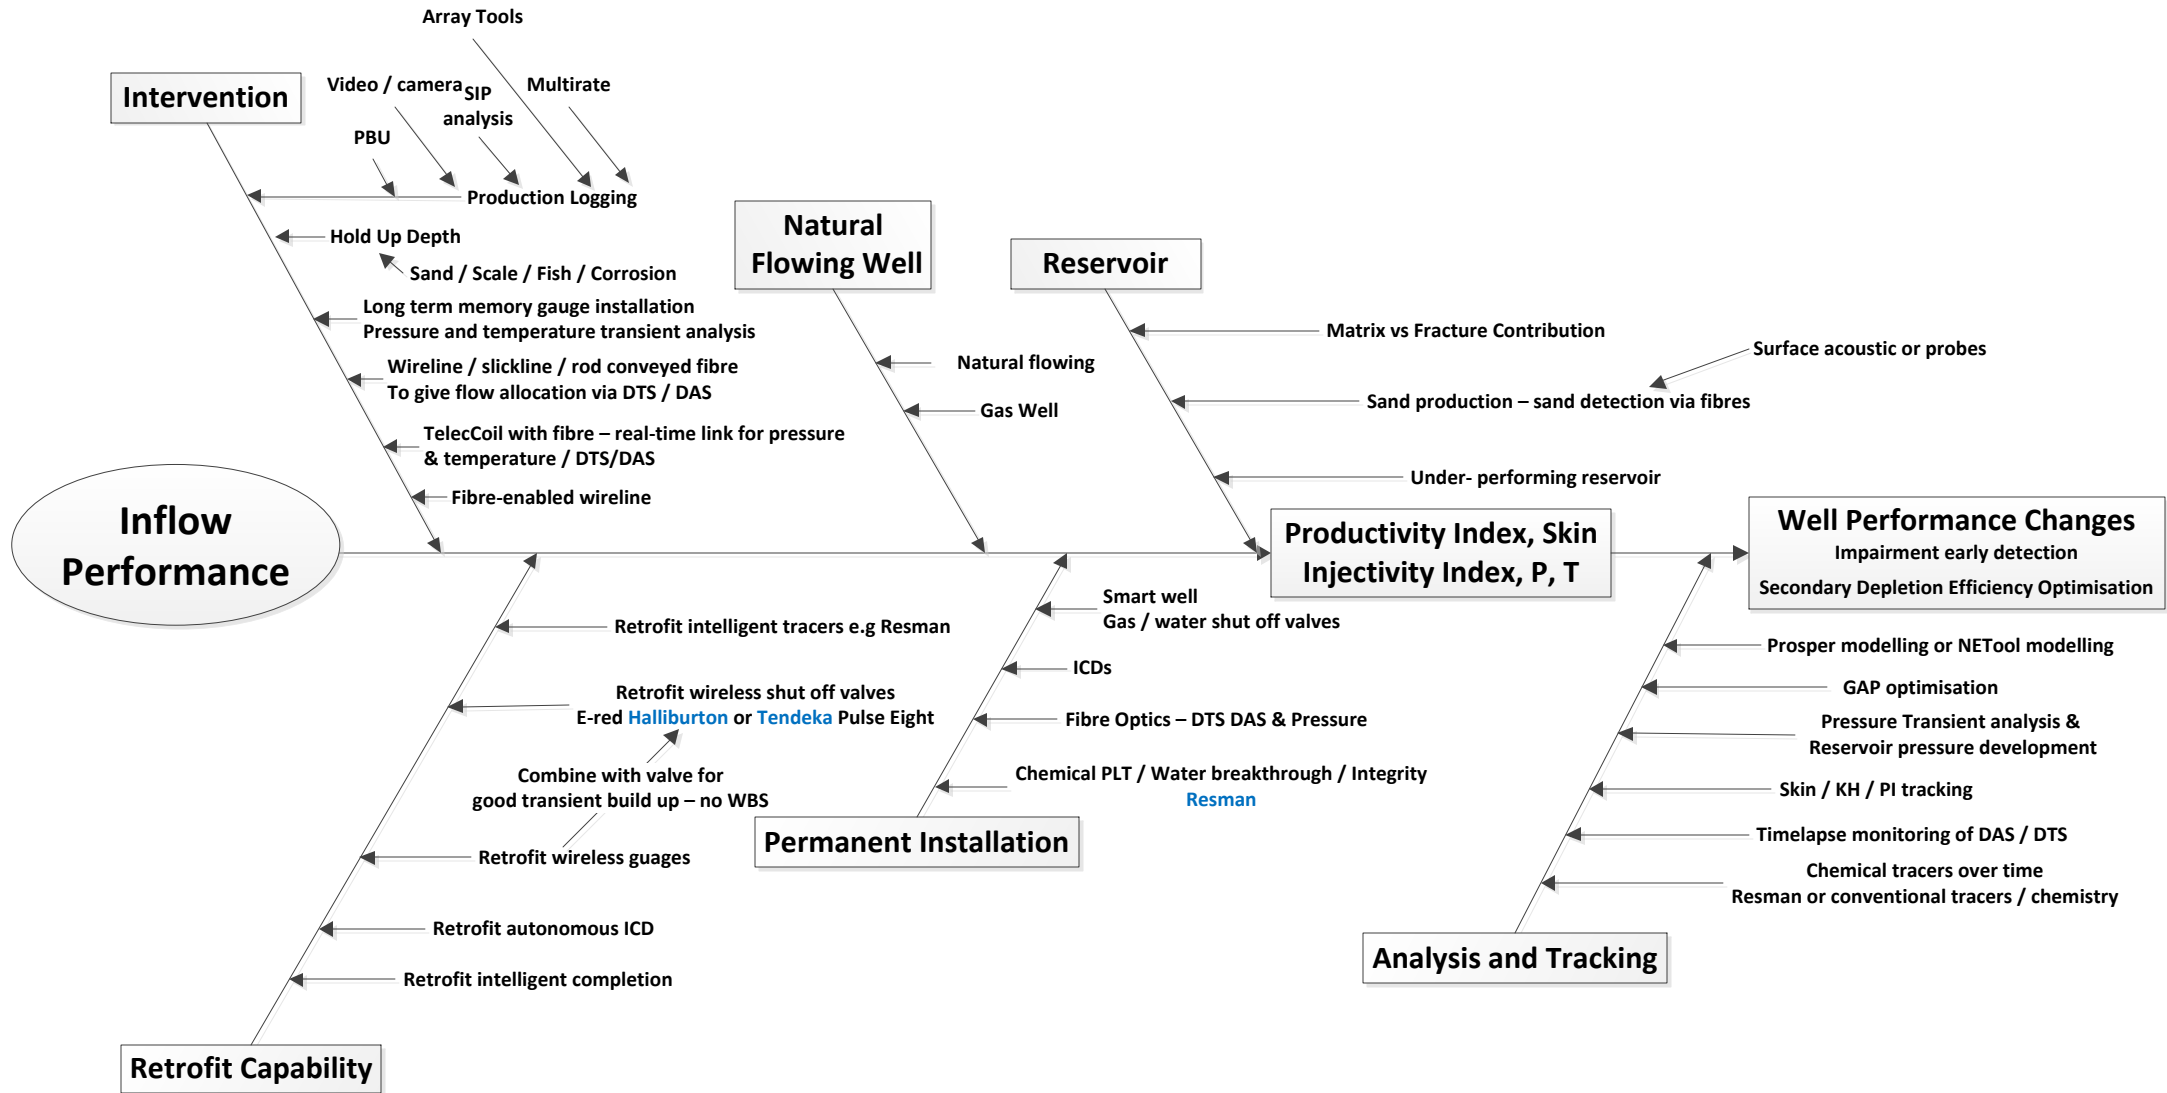 Array Tools
Intervention
Video / camera
SIP
analysis
Multirate
PBU
Production Logging
Hold Up Depth
Sand / Scale / Fish / Corrosion
Long term memory gauge installation
Pressure and temperature transient analysis
Wireline / slickline / rod conveyed fibre
To give flow allocation via DTS / DAS
TelecCoil with fibre – real-time link for pressure
& temperature / DTS/DAS
Fibre-enabled wireline
Natural
Flowing Well
Natural flowing
Gas Well
Reservoir
Matrix vs Fracture Contribution
Surface acoustic or probes
Sand production – sand detection via fibres
Under- performing reservoir
Inflow
Performance
Productivity Index, Skin
Injectivity Index, P, T
Well Performance Changes
Impairment early detection
Secondary Depletion Efficiency Optimisation
Retrofit intelligent tracers e.g Resman
Retrofit wireless shut off valves
E-red Halliburton or Tendeka Pulse Eight
Combine with valve for
good transient build up – no WBS
Retrofit wireless guages
Retrofit autonomous ICD
Retrofit intelligent completion
Retrofit Capability
Smart well
Gas / water shut off valves
ICDs
Fibre Optics – DTS DAS & Pressure
Chemical PLT / Water breakthrough / Integrity
Resman
Permanent Installation
Prosper modelling or NETool modelling
GAP optimisation
Pressure Transient analysis &
Reservoir pressure development
Skin / KH / PI tracking
Timelapse monitoring of DAS / DTS
Chemical tracers over time
Resman or conventional tracers / chemistry
Analysis and Tracking